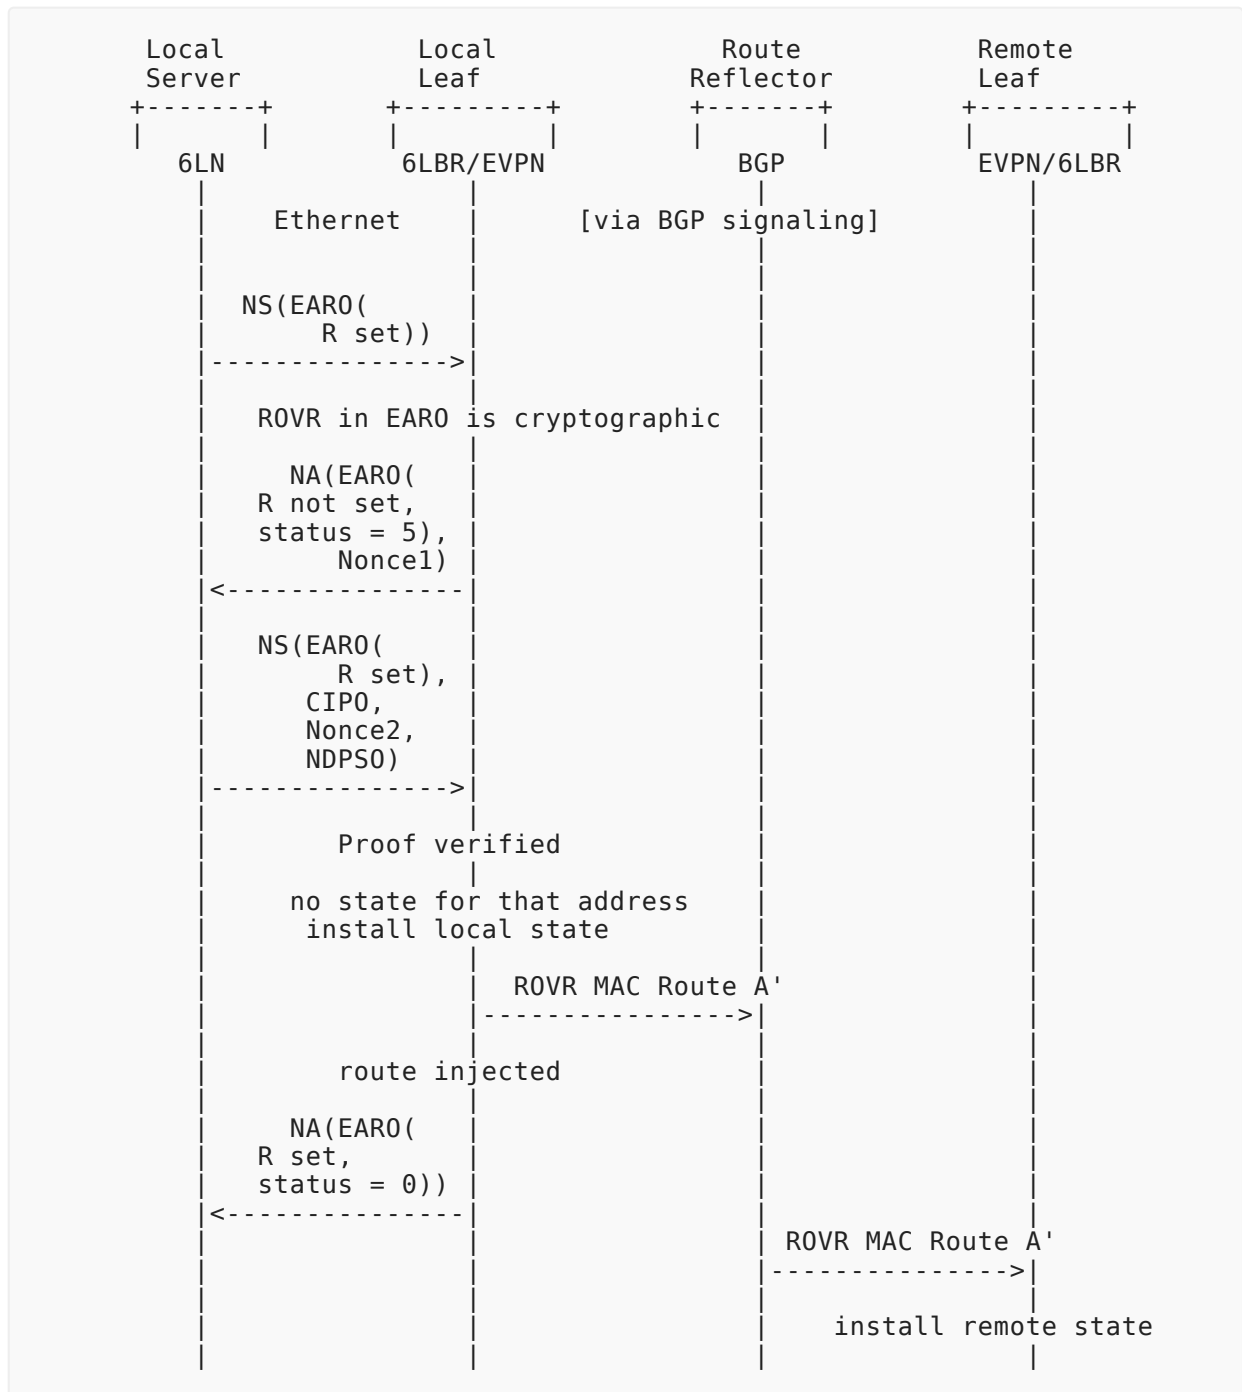 Local Local Route Remote
Server Leaf Reflector Leaf
+-------+ +---------+ +-------+ +---------+
| | | | | | | |
6LN 6LBR/EVPN BGP EVPN/6LBR
Ethernet [via BGP signaling]
NS(EARO(
R set))
--------------->
ROVR in EARO is cryptographic
NA(EARO(
R not set,
status = 5),
Nonce1)
<---------------
NS(EARO(
R set),
CIPO,
Nonce2,
NDPSO)
--------------->
Proof verified
no state for that address
install local state
ROVR MAC Route A'
---------------->
route injected
NA(EARO(
R set,
status = 0))
<---------------
ROVR MAC Route A'
--------------->
install remote state